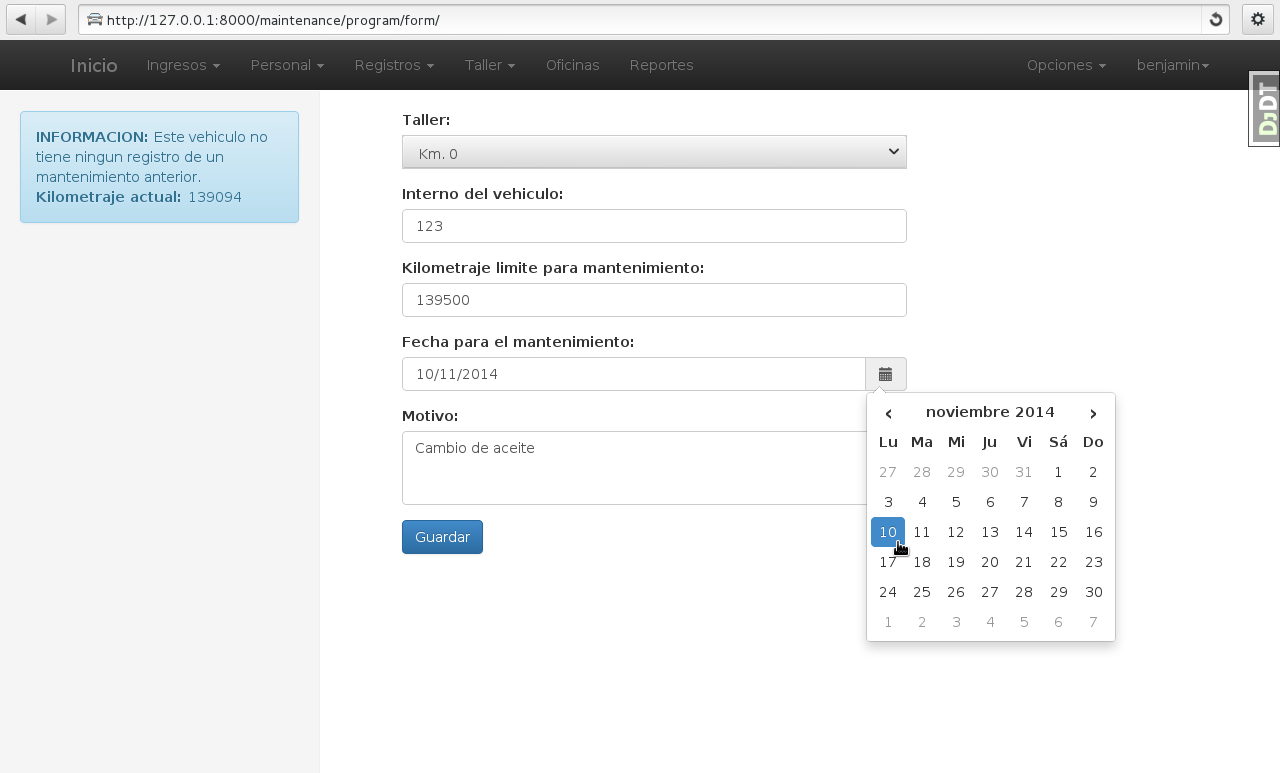 http://127.0.0.1:8000/maintenance/program/form/
Inicio Ingresos Personal Registros Taller Oficinas Reportes Opciones benjamin
DjDT
INFORMACION: Este vehiculo no
tiene ningun registro de un
mantenimiento anterior.
Kilometraje actual: 139094
Taller:
Km. 0
Interno del vehiculo:
123
Kilometraje limite para mantenimiento:
139500
Fecha para el mantenimiento:
10/11/2014
Motivo:
Cambio de aceite
Guardar
‹ noviembre 2014 ›
Lu Ma Mi Ju Vi Sá Do
27 28 29 30 31 1 2
3 4 5 6 7 8 9
10 11 12 13 14 15 16
17 18 19 20 21 22 23
24 25 26 27 28 29 30
1 2 3 4 5 6 7